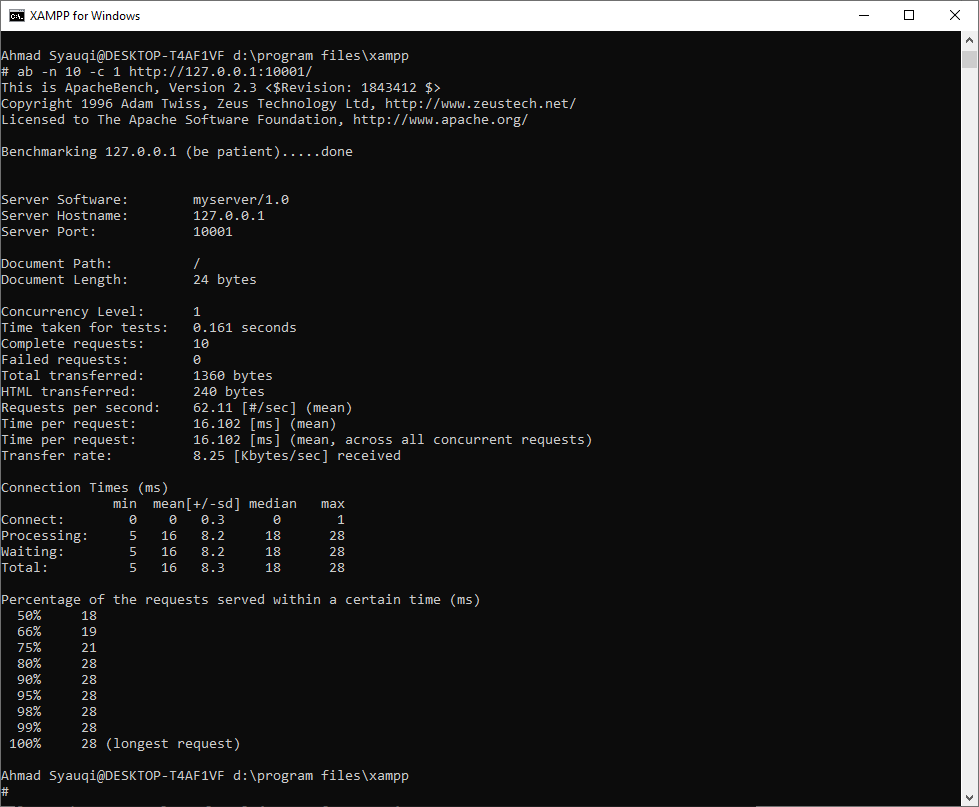 XAMPP for Windows
Ahmad Syauqi@DESKTOP-T4AF1VF d:\program files\xampp
# ab -n 10 -c 1 http://127.0.0.1:10001/
This is ApacheBench, Version 2.3 <$Revision: 1843412 $>
Copyright 1996 Adam Twiss, Zeus Technology Ltd, http://www.zeustech.net/
Licensed to The Apache Software Foundation, http://www.apache.org/

Benchmarking 127.0.0.1 (be patient).....done


Server Software:        myserver/1.0
Server Hostname:        127.0.0.1
Server Port:            10001

Document Path:          /
Document Length:        24 bytes

Concurrency Level:      1
Time taken for tests:   0.161 seconds
Complete requests:      10
Failed requests:        0
Total transferred:      1360 bytes
HTML transferred:       240 bytes
Requests per second:    62.11 [#/sec] (mean)
Time per request:       16.102 [ms] (mean)
Time per request:       16.102 [ms] (mean, across all concurrent requests)
Transfer rate:          8.25 [Kbytes/sec] received

Connection Times (ms)
              min  mean[+/-sd] median   max
Connect:        0    0   0.3      0       1
Processing:     5   16   8.2     18      28
Waiting:        5   16   8.2     18      28
Total:          5   16   8.3     18      28

Percentage of the requests served within a certain time (ms)
  50%     18
  66%     19
  75%     21
  80%     28
  90%     28
  95%     28
  98%     28
  99%     28
 100%     28 (longest request)

Ahmad Syauqi@DESKTOP-T4AF1VF d:\program files\xampp
#